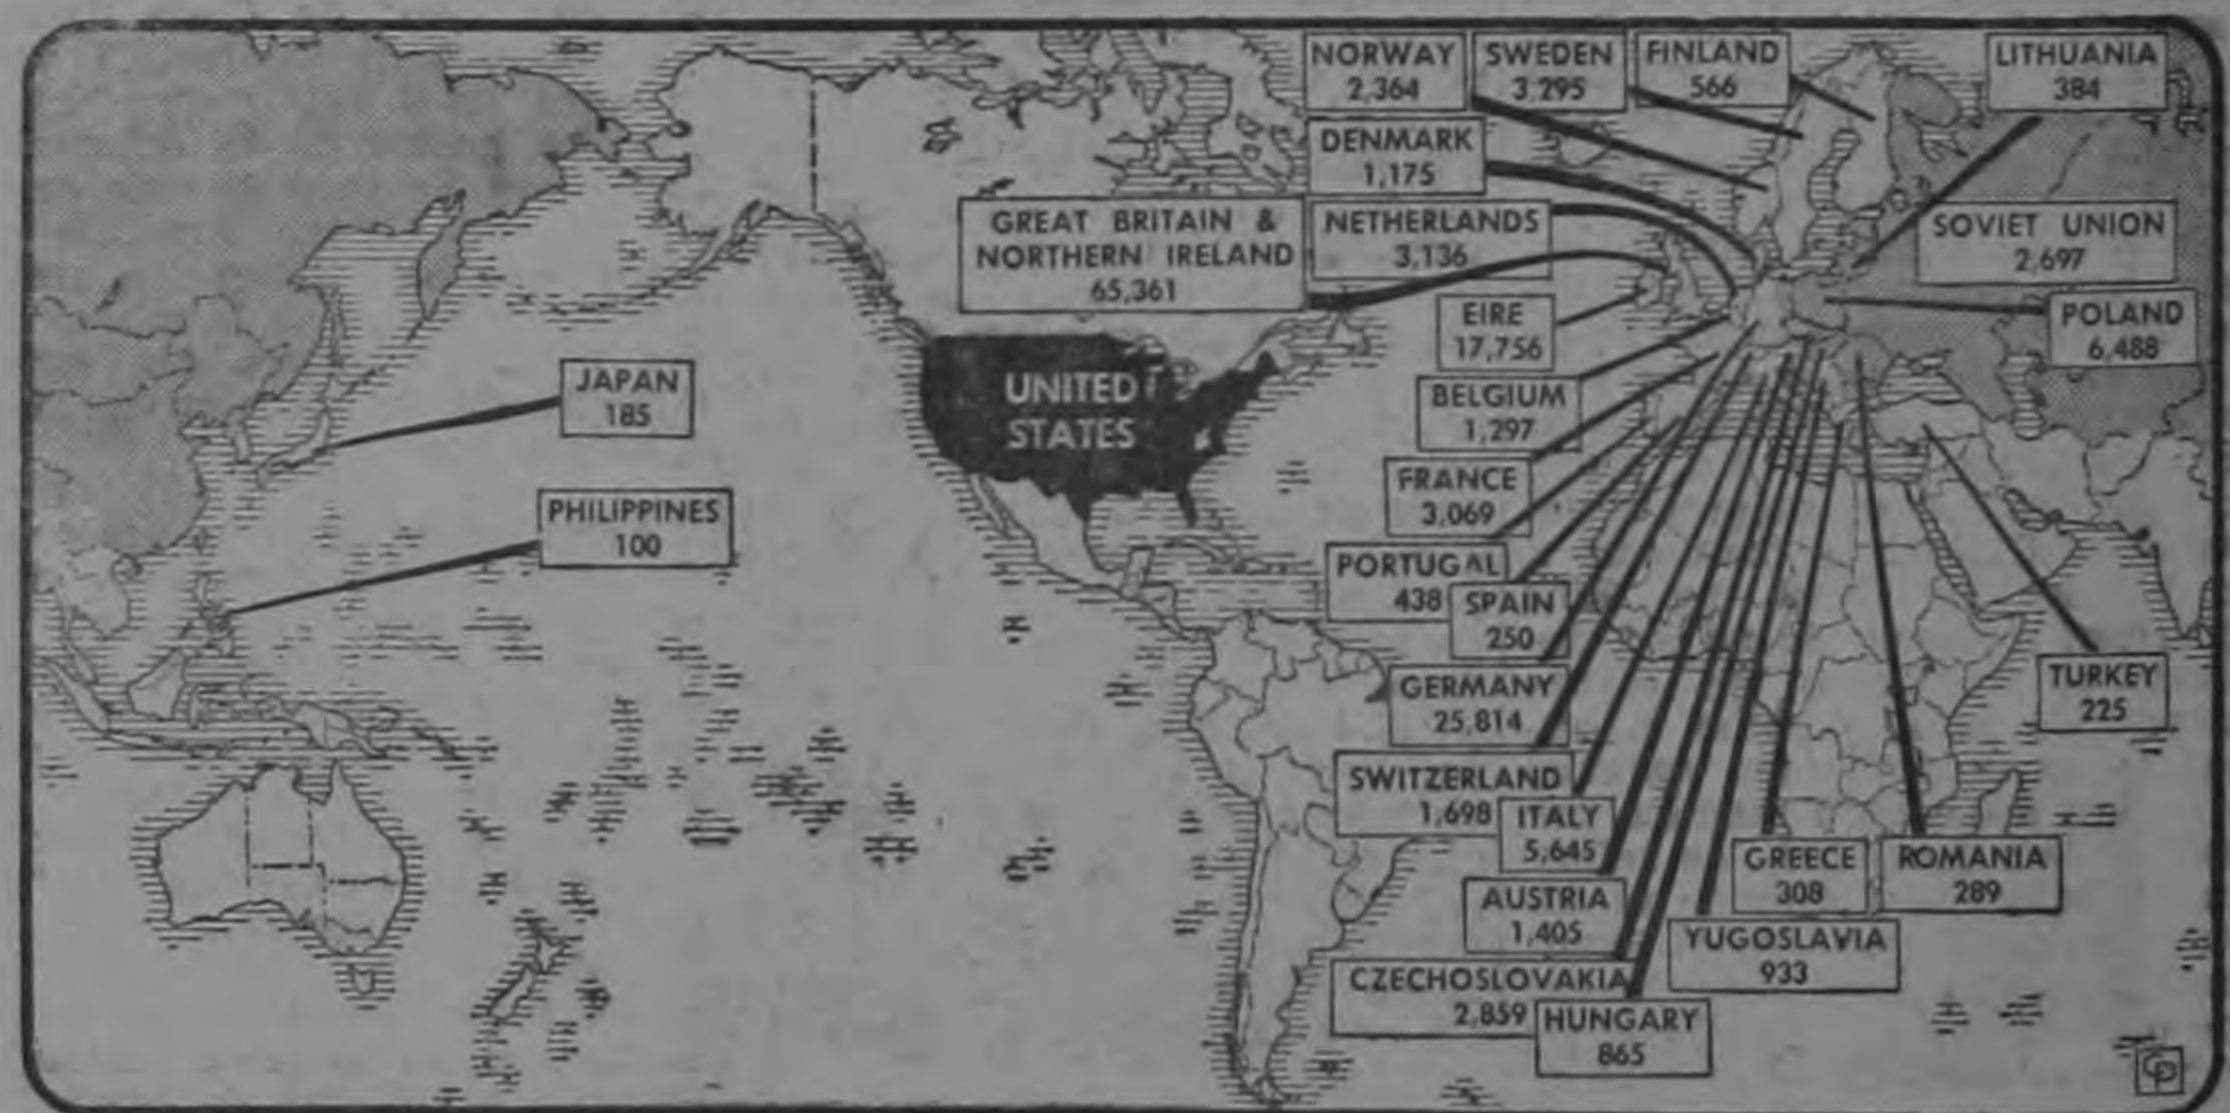 NORWAY
2,364
SWEDEN
3,295
FINLAND
566
LITHUANIA
384
DENMARK
1,175
GREAT BRITAIN &
NORTHERN IRELAND
65,361
NETHERLANDS
3,136
SOVIET UNION
2,697
EIRE
17,756
POLAND
6,488
BELGIUM
1,297
UNITED
STATES
JAPAN
185
FRANCE
3,069
PHILIPPINES
100
PORTUGAL
438
SPAIN
250
GERMANY
25,814
TURKEY
225
SWITZERLAND
1,698
ITALY
5,645
GREECE
308
ROMANIA
289
AUSTRIA
1,405
YUGOSLAVIA
933
CZECHOSLOVAKIA
2,859
HUNGARY
865
CP